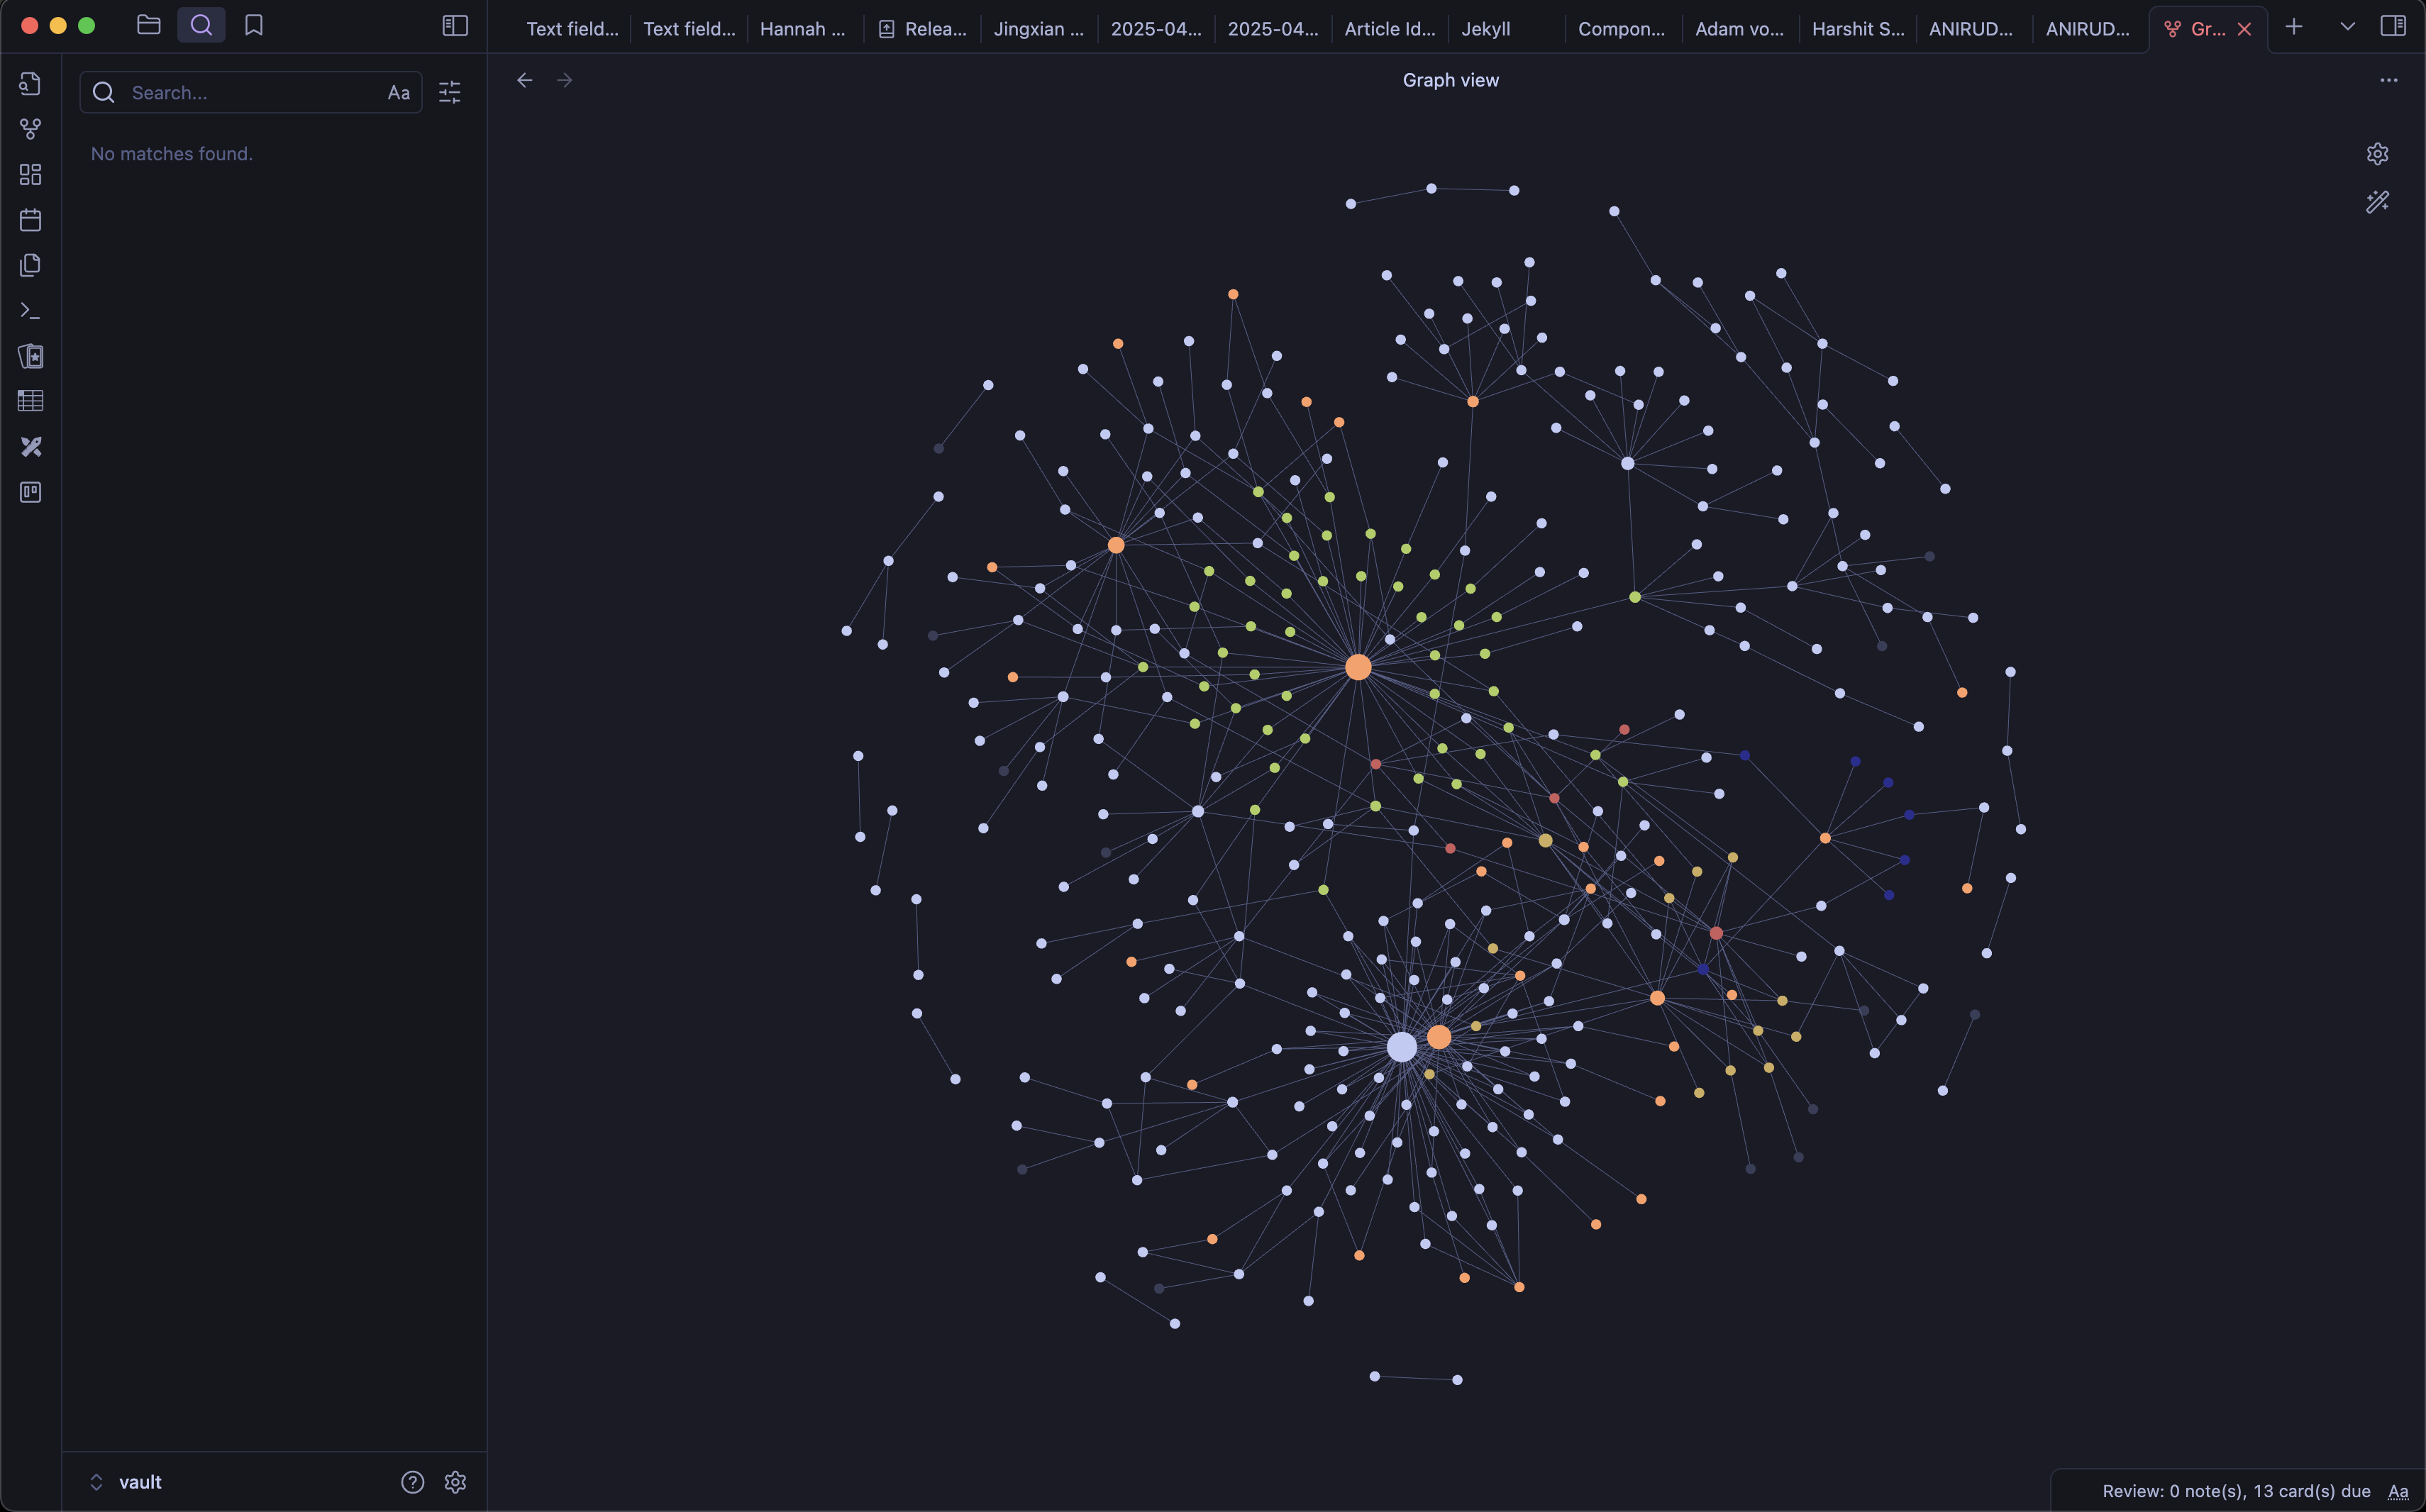 Text field...
Text field...
Hannah ...
Relea...
Jingxian ...
2025-04...
2025-04...
Article Id...
Jekyll
Compon...
Adam vo...
Harshit S...
ANIRUD...
ANIRUD...
Gr...
Search...
Aa
Graph view
No matches found.
vault
Review: 0 note(s), 13 card(s) due
Aa